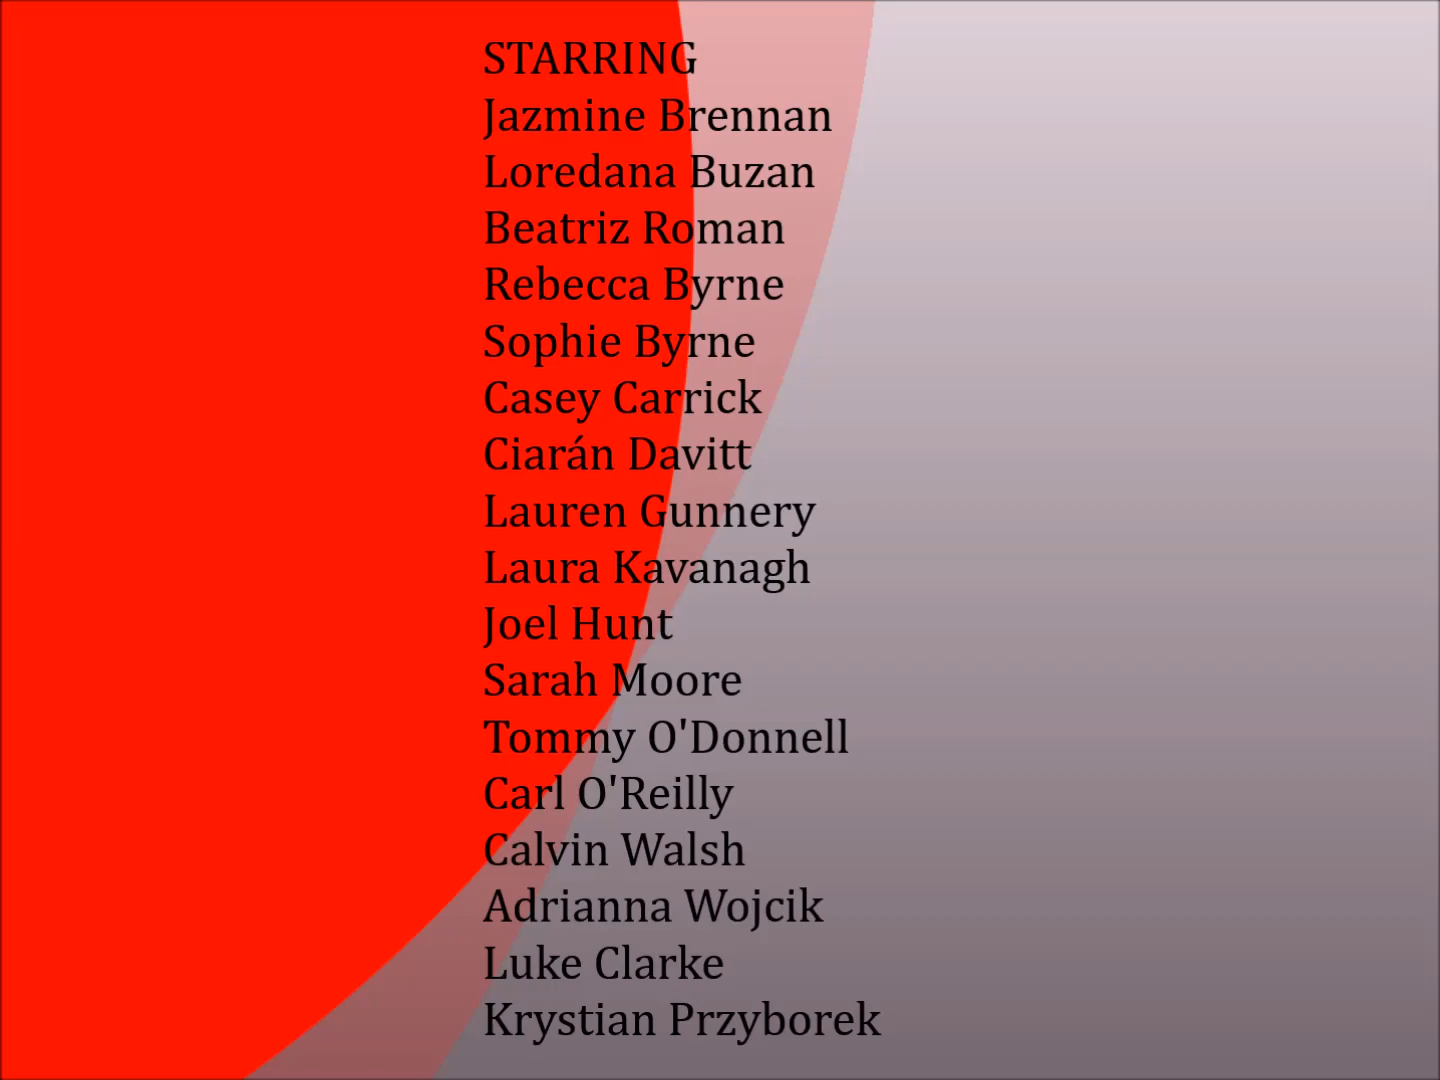 STARRING
Jazmine Brennan
Loredana Buzan
Beatriz Roman
Rebecca Byrne
Sophie Byrne
Casey Carrick
Ciarán Davitt
Lauren Gunnery
Laura Kavanagh
Joel Hunt
Sarah Moore
Tommy O'Donnell
Carl O'Reilly
Calvin Walsh
Adrianna Wojcik
Luke Clarke
Krystian Przyborek